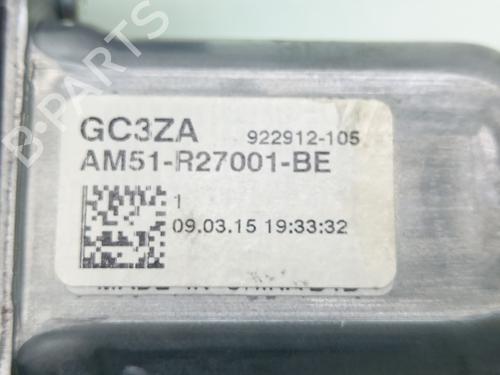 GC3ZA 922912-105
AM51-R27001-BE
1
09.03.15 19:33:32
B-PARTS